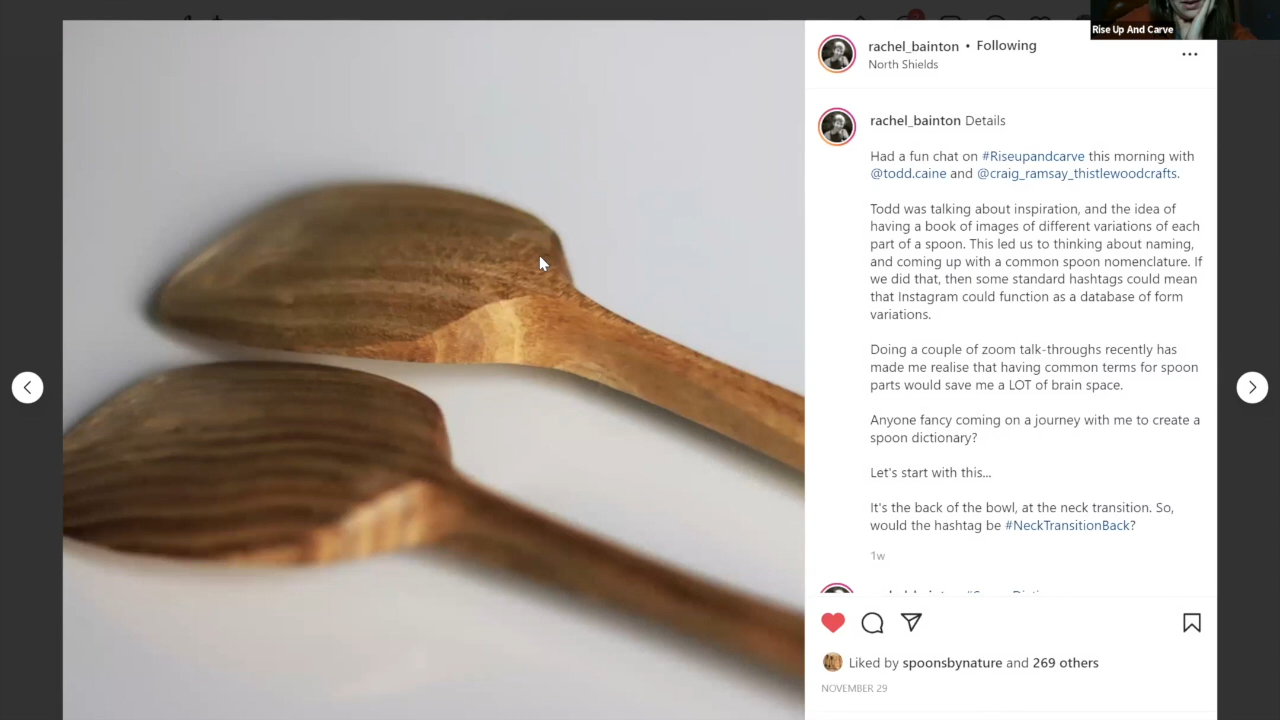 Rise Up And Carve
rachel_bainton • Following
North Shields
rachel_bainton Details
Had a fun chat on #Riseupandcarve this morning with
@todd.caine and @craig_ramsay_thistlewoodcrafts.
Todd was talking about inspiration, and the idea of
having a book of images of different variations of each
part of a spoon. This led us to thinking about naming,
and coming up with a common spoon nomenclature. If
we did that, then some standard hashtags could mean
that Instagram could function as a database of form
variations.
Doing a couple of zoom talk-throughs recently has
made me realise that having common terms for spoon
parts would save me a LOT of brain space.
Anyone fancy coming on a journey with me to create a
spoon dictionary?
Let's start with this...
It's the back of the bowl, at the neck transition. So,
would the hashtag be #NeckTransitionBack?
1w
Liked by spoonsbynature and 269 others
NOVEMBER 29